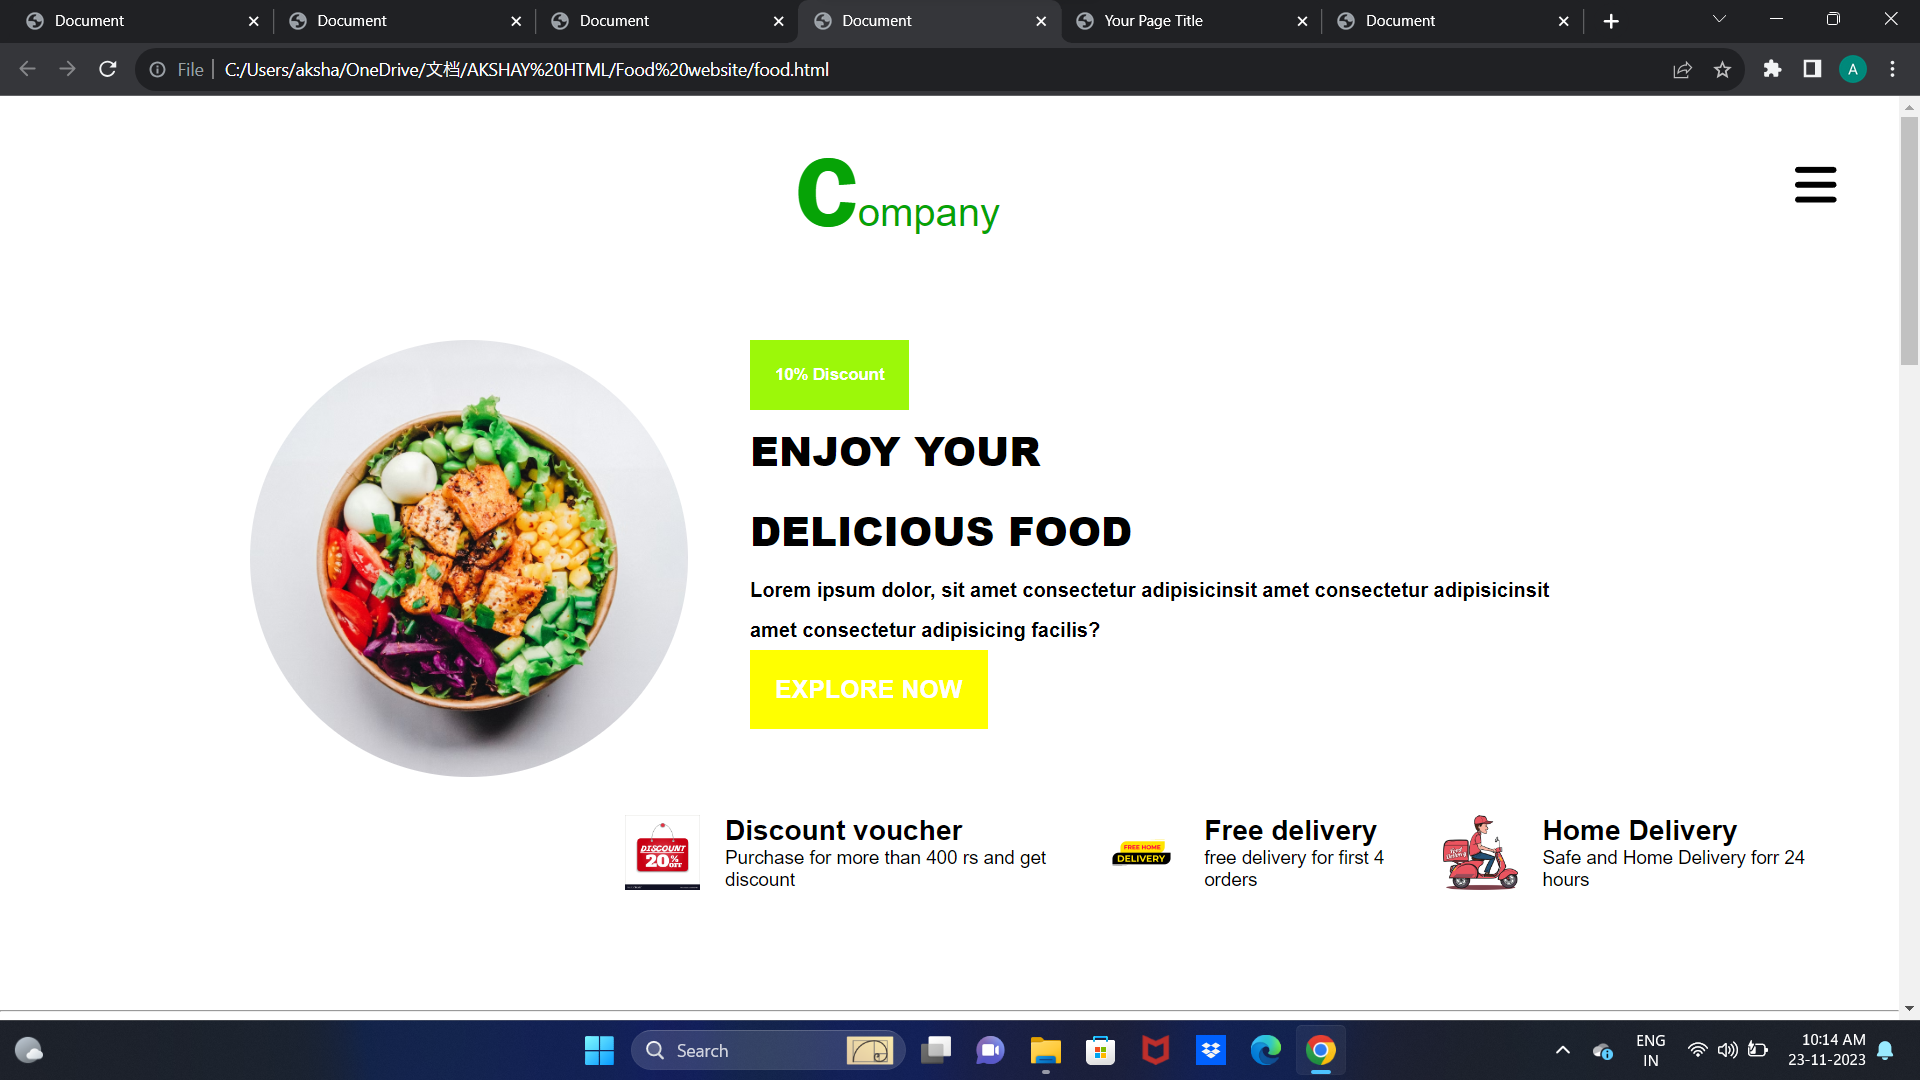 Document
Document
Document
Document
Your Page Title
Document
File
C:/Users/aksha/OneDrive/文档/AKSHAY%20HTML/Food%20website/food.html
A
Company
10% Discount
ENJOY YOUR
DELICIOUS FOOD
Lorem ipsum dolor, sit amet consectetur adipisicinsit amet consectetur adipisicinsit
amet consectetur adipisicing facilis?
EXPLORE NOW
DISCOUNT
20% OFF
Discount voucher
Purchase for more than 400 rs and get
discount
FREE HOME
DELIVERY
Free delivery
free delivery for first 4
orders
Home Delivery
Safe and Home Delivery forr 24
hours
Search
ENG
IN
10:14 AM
23-11-2023